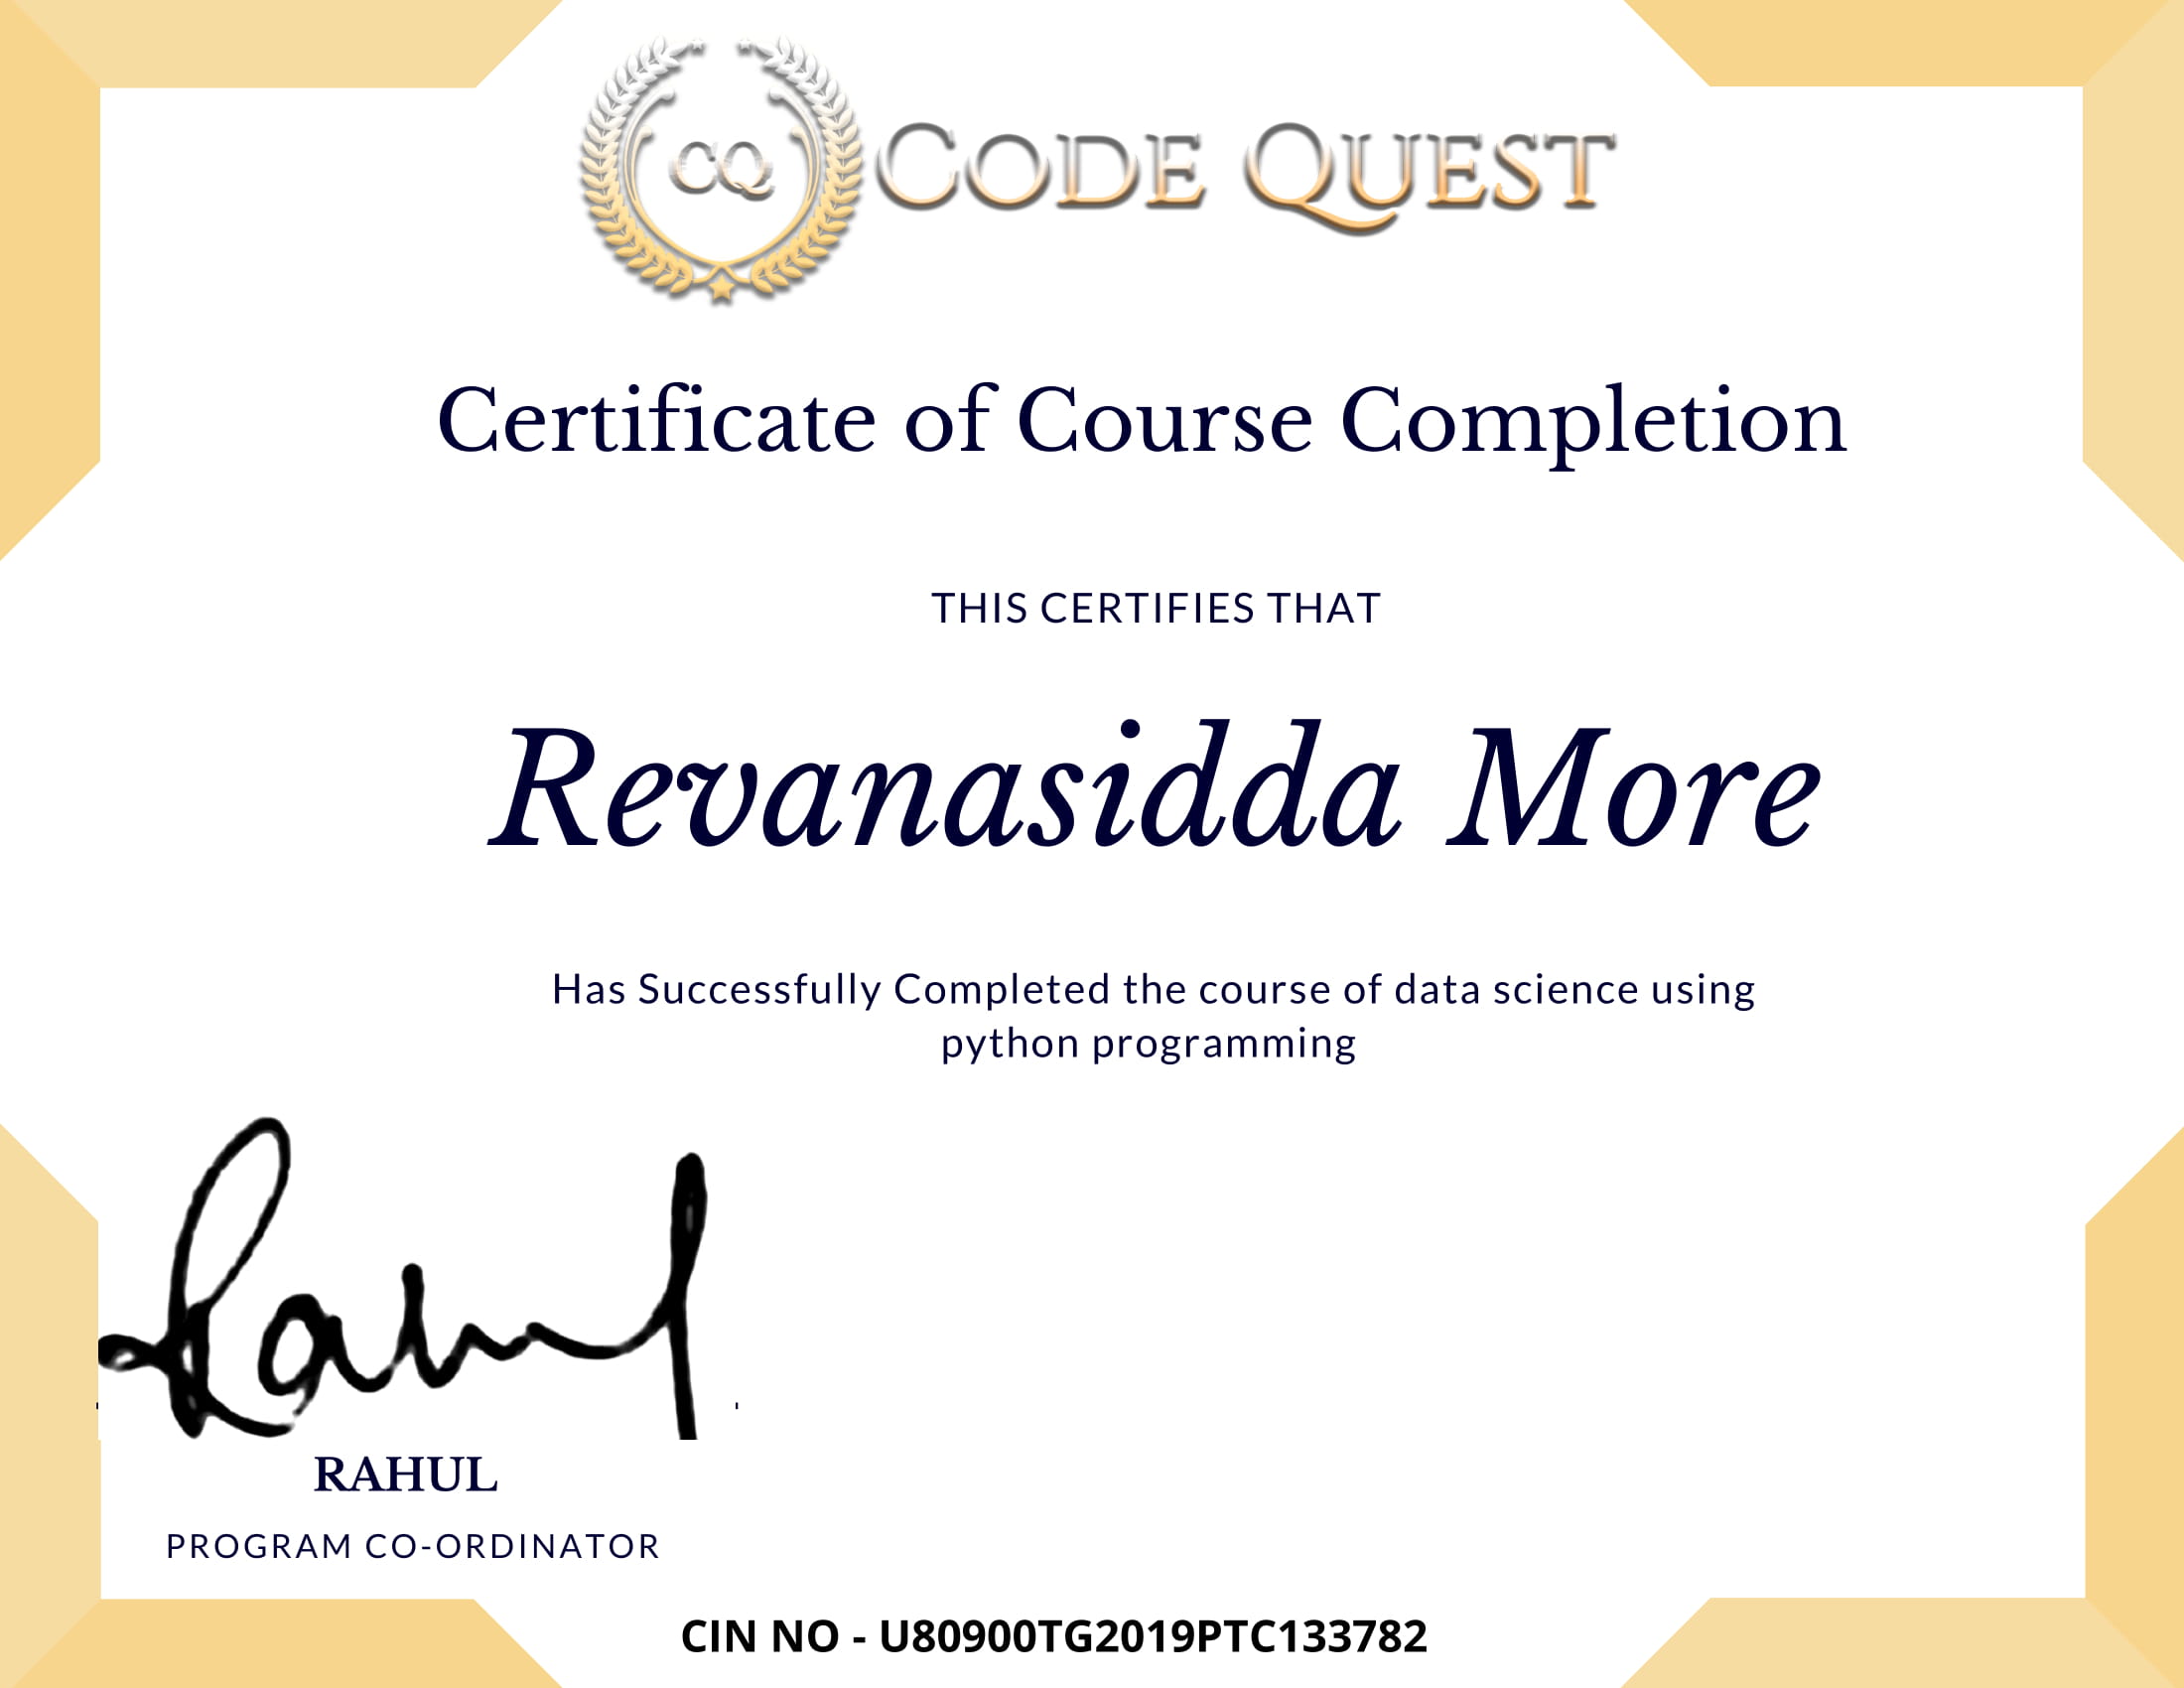 CQ
CODE QUEST
Certificate of Course Completion
THIS CERTIFIES THAT
Revanasidda More
Has Successfully Completed the course of data science using
python programming
RAHUL
PROGRAM CO-ORDINATOR
CIN NO - U80900TG2019PTC133782